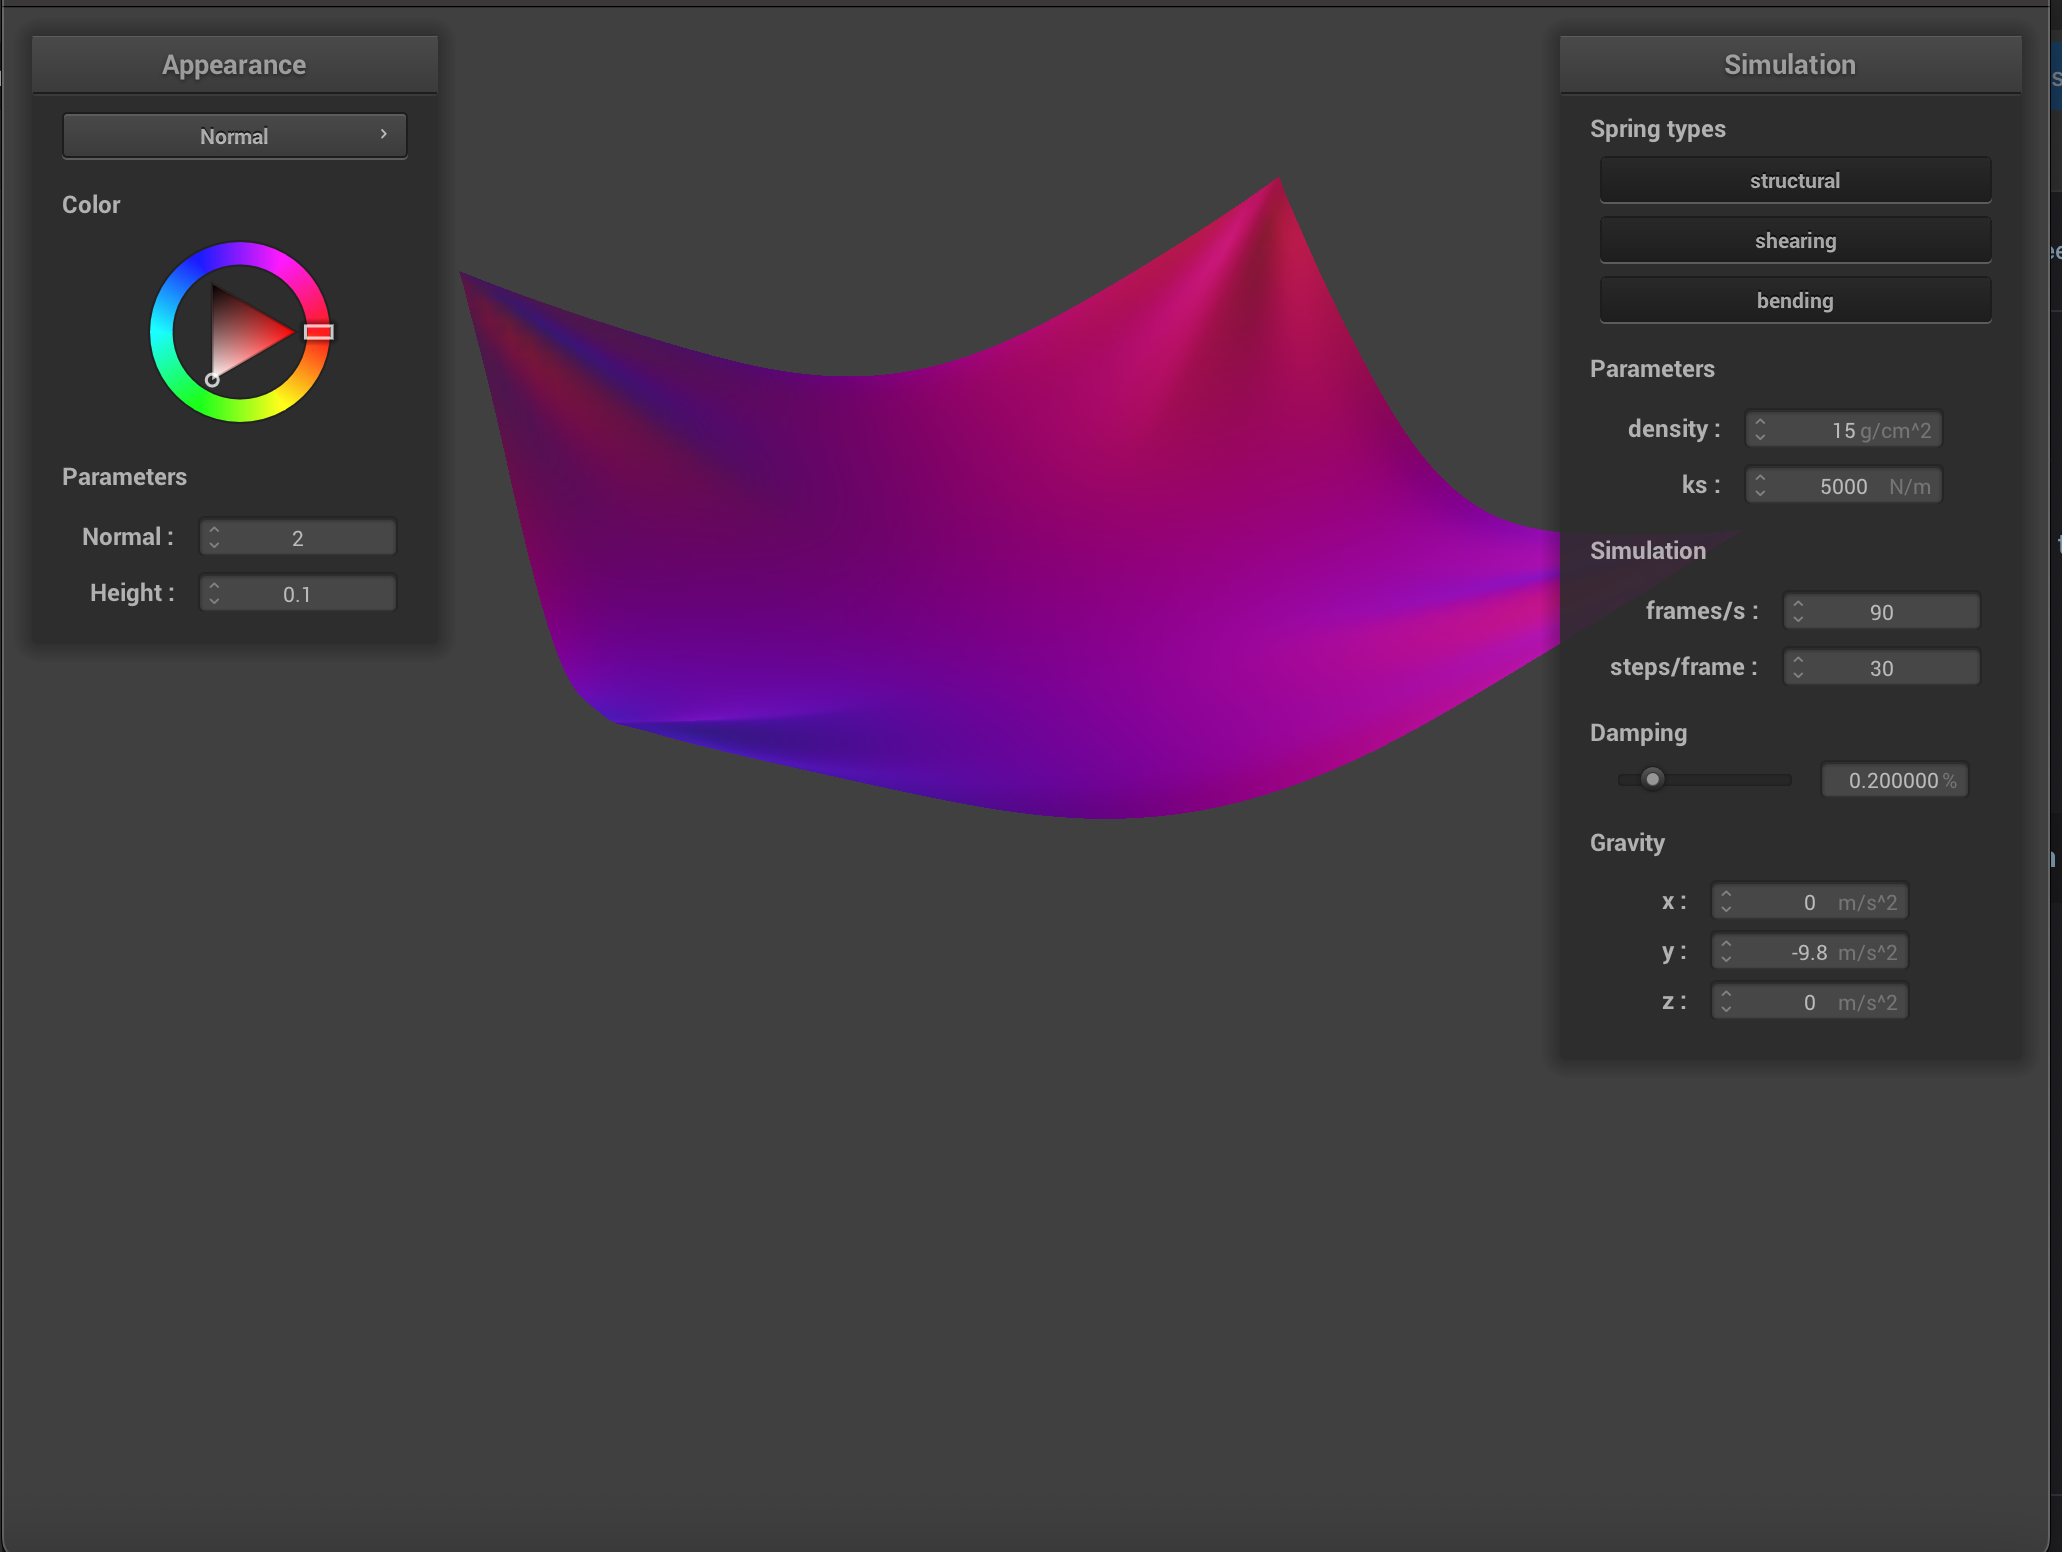 Appearance
Normal
Color
Parameters
Normal :
2
Height :
0.1
Simulation
Spring types
structural
shearing
bending
Parameters
density :
15 g/cm^2
ks :
5000 N/m
Simulation
frames/s :
90
steps/frame :
30
Damping
0.200000 %
Gravity
x :
0 m/s^2
y :
-9.8 m/s^2
z :
0 m/s^2